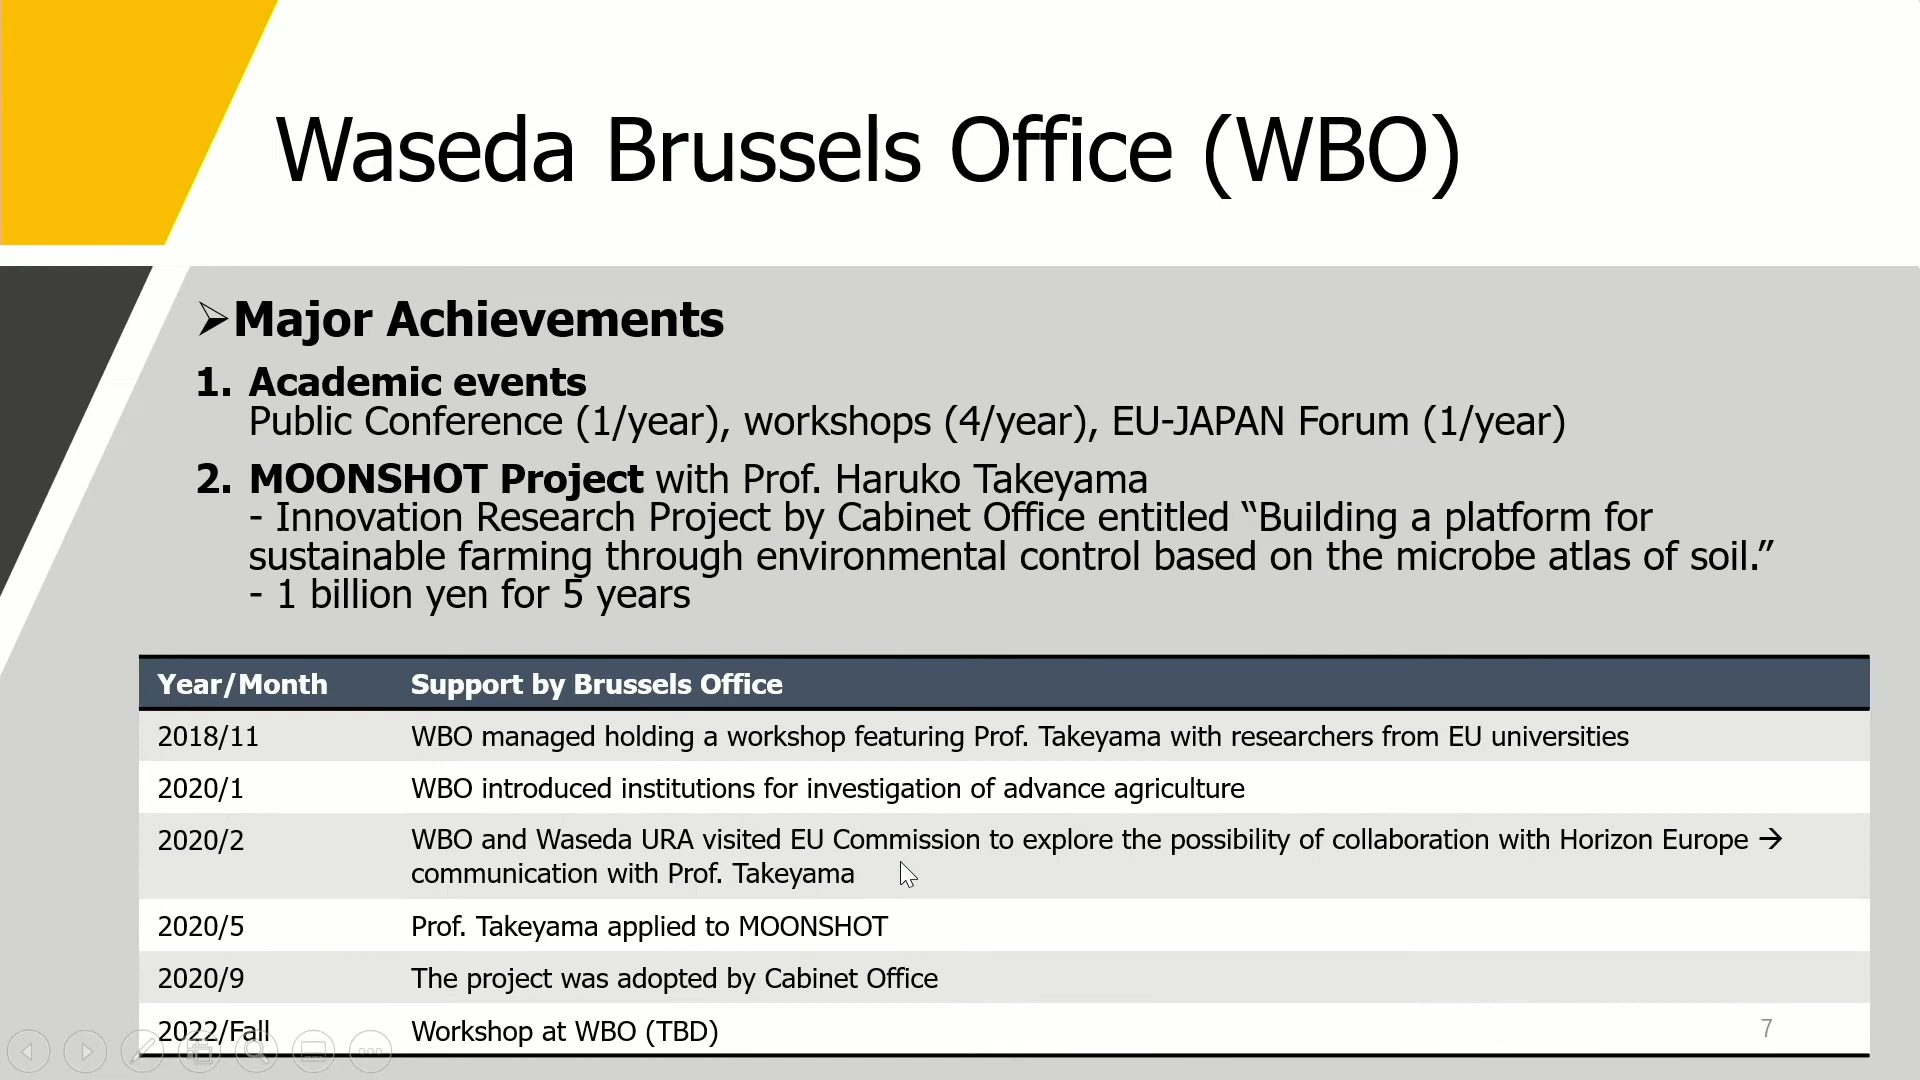 Waseda Brussels Office (WBO)
➢Major Achievements
1. Academic events
Public Conference (1/year), workshops (4/year), EU-JAPAN Forum (1/year)
2. MOONSHOT Project with Prof. Haruko Takeyama
- Innovation Research Project by Cabinet Office entitled “Building a platform for
sustainable farming through environmental control based on the microbe atlas of soil.”
- 1 billion yen for 5 years
Year/Month Support by Brussels Office
2018/11 WBO managed holding a workshop featuring Prof. Takeyama with researchers from EU universities
2020/1 WBO introduced institutions for investigation of advance agriculture
2020/2 WBO and Waseda URA visited EU Commission to explore the possibility of collaboration with Horizon Europe →
communication with Prof. Takeyama
2020/5 Prof. Takeyama applied to MOONSHOT
2020/9 The project was adopted by Cabinet Office
2022/Fall Workshop at WBO (TBD)
7